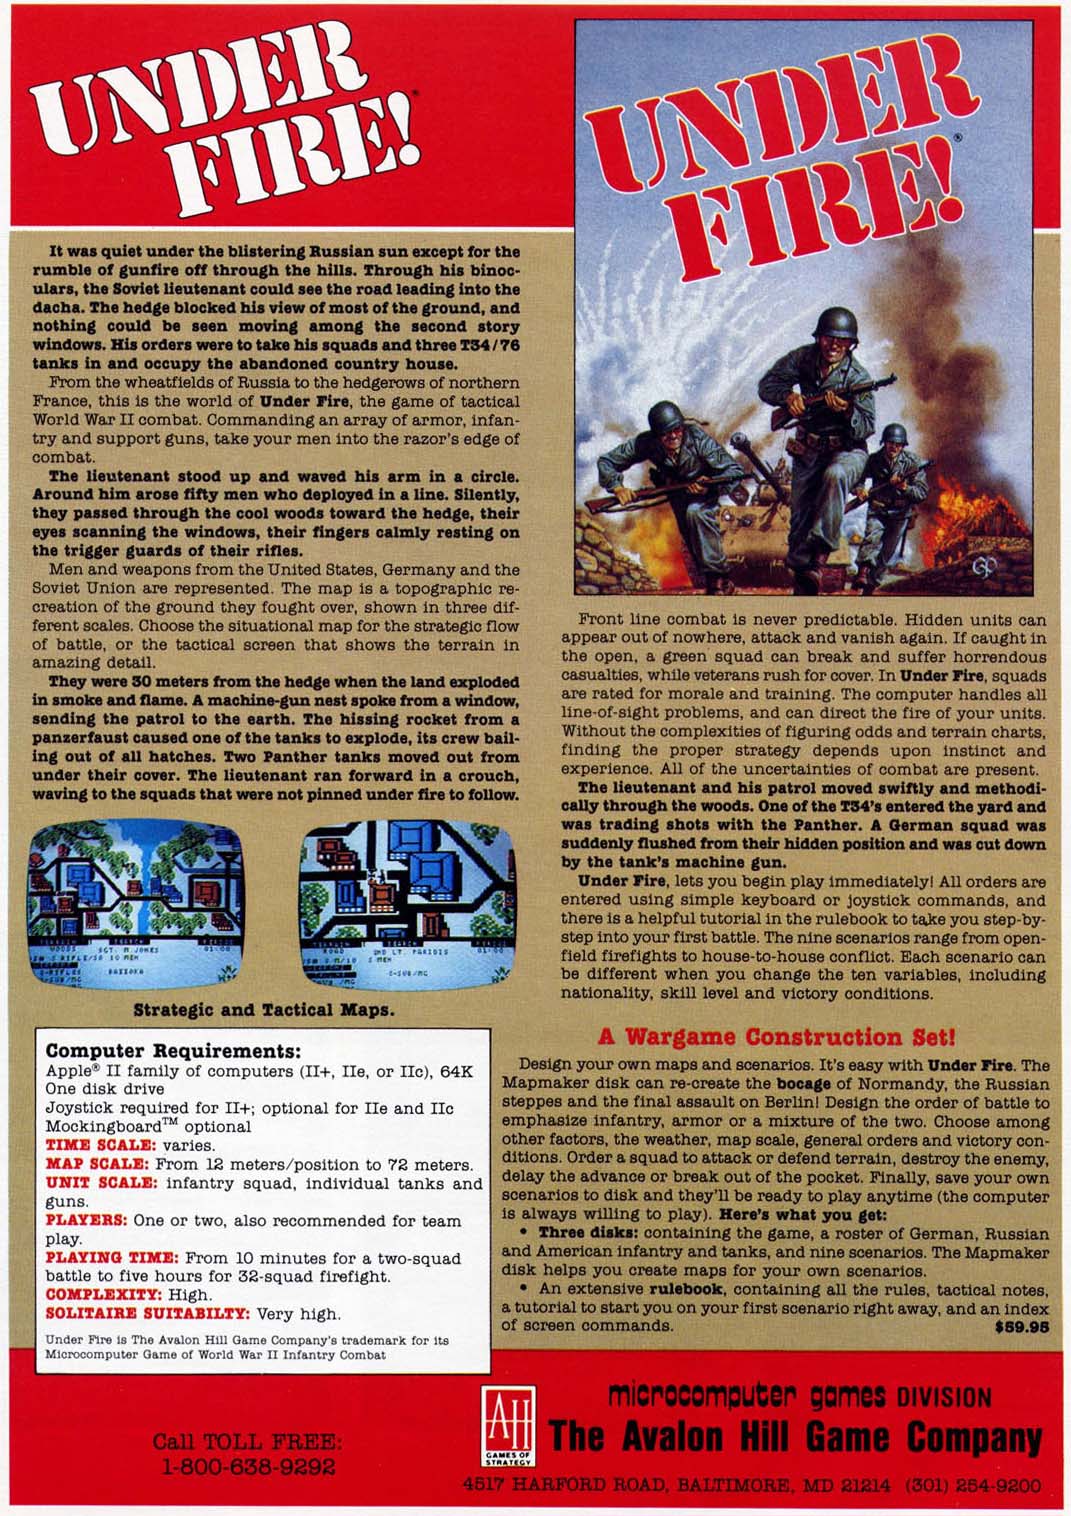 UNDER
FIRE!®
UNDER
FIRE!®
It was quiet under the blistering Russian sun except for the
rumble of gunfire off through the hills. Through his binoc-
ulars, the Soviet lieutenant could see the road leading into the
dacha. The hedge blocked his view of most of the ground, and
nothing could be seen moving among the second story
windows. His orders were to take his squads and three T34/76
tanks in and occupy the abandoned country house.
From the wheatfields of Russia to the hedgerows of northern
France, this is the world of Under Fire, the game of tactical
World War II combat. Commanding an array of armor, infan-
try and support guns, take your men into the razor's edge of
combat.
The lieutenant stood up and waved his arm in a circle.
Around him arose fifty men who deployed in a line. Silently,
they passed through the cool woods toward the hedge, their
eyes scanning the windows, their fingers calmly resting on
the trigger guards of their rifles.
Men and weapons from the United States, Germany and the
Soviet Union are represented. The map is a topographic re-
creation of the ground they fought over, shown in three dif-
ferent scales. Choose the situational map for the strategic flow
of battle, or the tactical screen that shows the terrain in
amazing detail.
They were 30 meters from the hedge when the land exploded
in smoke and flame. A machine-gun nest spoke from a window,
sending the patrol to the earth. The hissing rocket from a
panzerfaust caused one of the tanks to explode, its crew bail-
ing out of all hatches. Two Panther tanks moved out from
under their cover. The lieutenant ran forward in a crouch,
waving to the squads that were not pinned under fire to follow.
TERRAIN SEARCH PERIOD
WOODS SGT. M.JONES 01:00
5M 5 RIFLE/SQ 10 MEN
S-RIFLES BAZOOKA
TERRAIN SEARCH PERIOD
ROAD 2ND LT. PARIDIS 01:00
5 MEN
S-SUB/MG
Strategic and Tactical Maps.
Computer Requirements:
Apple® II family of computers (II+, IIe, or IIc), 64K
One disk drive
Joystick required for II+; optional for IIe and IIc
Mockingboard™ optional
TIME SCALE: varies.
MAP SCALE: From 12 meters/position to 72 meters.
UNIT SCALE: infantry squad, individual tanks and
guns.
PLAYERS: One or two, also recommended for team
play.
PLAYING TIME: From 10 minutes for a two-squad
battle to five hours for 32-squad firefight.
COMPLEXITY: High.
SOLITAIRE SUITABILTY: Very high.
Under Fire is The Avalon Hill Game Company's trademark for its
Microcomputer Game of World War II Infantry Combat
Front line combat is never predictable. Hidden units can
appear out of nowhere, attack and vanish again. If caught in
the open, a green squad can break and suffer horrendous
casualties, while veterans rush for cover. In Under Fire, squads
are rated for morale and training. The computer handles all
line-of-sight problems, and can direct the fire of your units.
Without the complexities of figuring odds and terrain charts,
finding the proper strategy depends upon instinct and
experience. All of the uncertainties of combat are present.
The lieutenant and his patrol moved swiftly and methodi-
cally through the woods. One of the T34's entered the yard and
was trading shots with the Panther. A German squad was
suddenly flushed from their hidden position and was cut down
by the tank's machine gun.
Under Fire, lets you begin play immediately! All orders are
entered using simple keyboard or joystick commands, and
there is a helpful tutorial in the rulebook to take you step-by-
step into your first battle. The nine scenarios range from open-
field firefights to house-to-house conflict. Each scenario can
be different when you change the ten variables, including
nationality, skill level and victory conditions.
A Wargame Construction Set!
Design your own maps and scenarios. It's easy with Under Fire. The
Mapmaker disk can re-create the bocage of Normandy, the Russian
steppes and the final assault on Berlin! Design the order of battle to
emphasize infantry, armor or a mixture of the two. Choose among
other factors, the weather, map scale, general orders and victory con-
ditions. Order a squad to attack or defend terrain, destroy the enemy,
delay the advance or break out of the pocket. Finally, save your own
scenarios to disk and they'll be ready to play anytime (the computer
is always willing to play). Here's what you get:
• Three disks: containing the game, a roster of German, Russian
and American infantry and tanks, and nine scenarios. The Mapmaker
disk helps you create maps for your own scenarios.
• An extensive rulebook, containing all the rules, tactical notes,
a tutorial to start you on your first scenario right away, and an index
of screen commands. $59.95
Call TOLL FREE:
1-800-638-9292
AH
GAMES OF
STRATEGY
microcomputer games DIVISION
The Avalon Hill Game Company
4517 HARFORD ROAD, BALTIMORE, MD 21214 (301) 254-9200